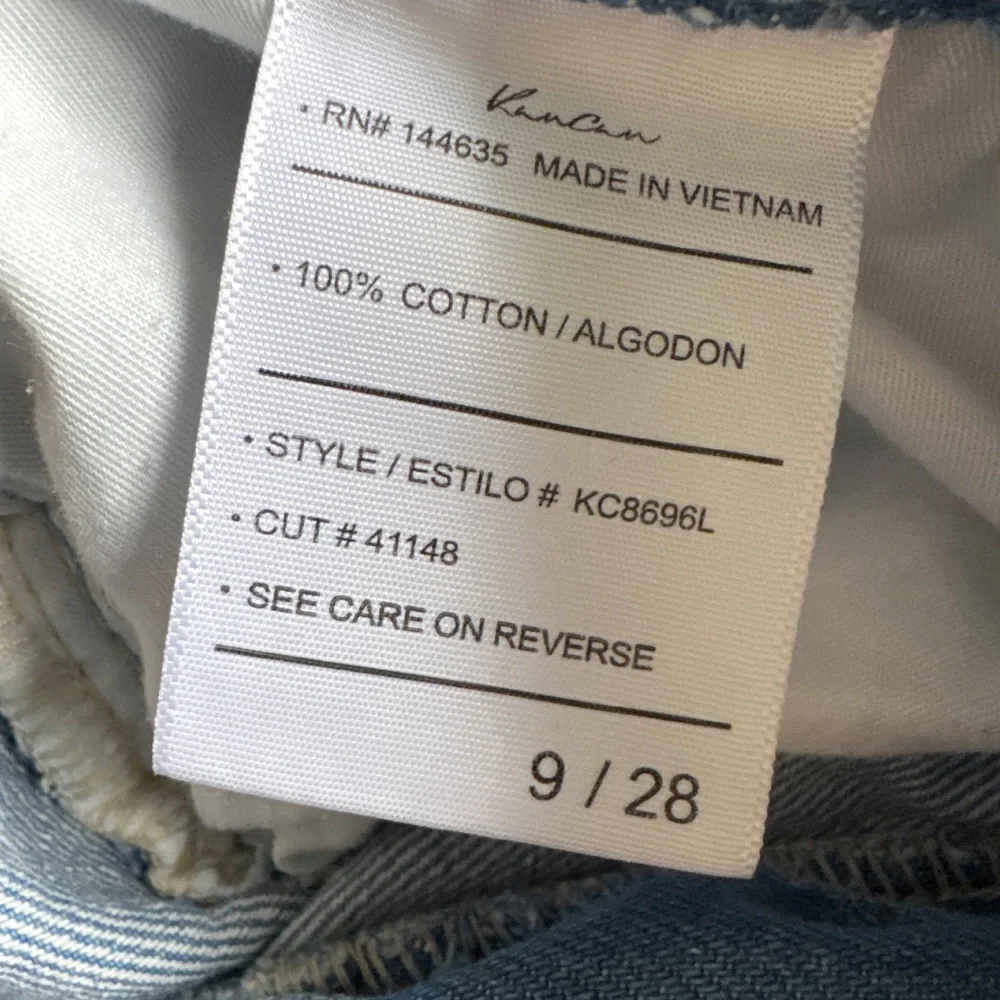 KanCan
• RN# 144635 MADE IN VIETNAM
• 100% COTTON / ALGODON
• STYLE / ESTILO # KC8696L
• CUT # 41148
• SEE CARE ON REVERSE
9 / 28